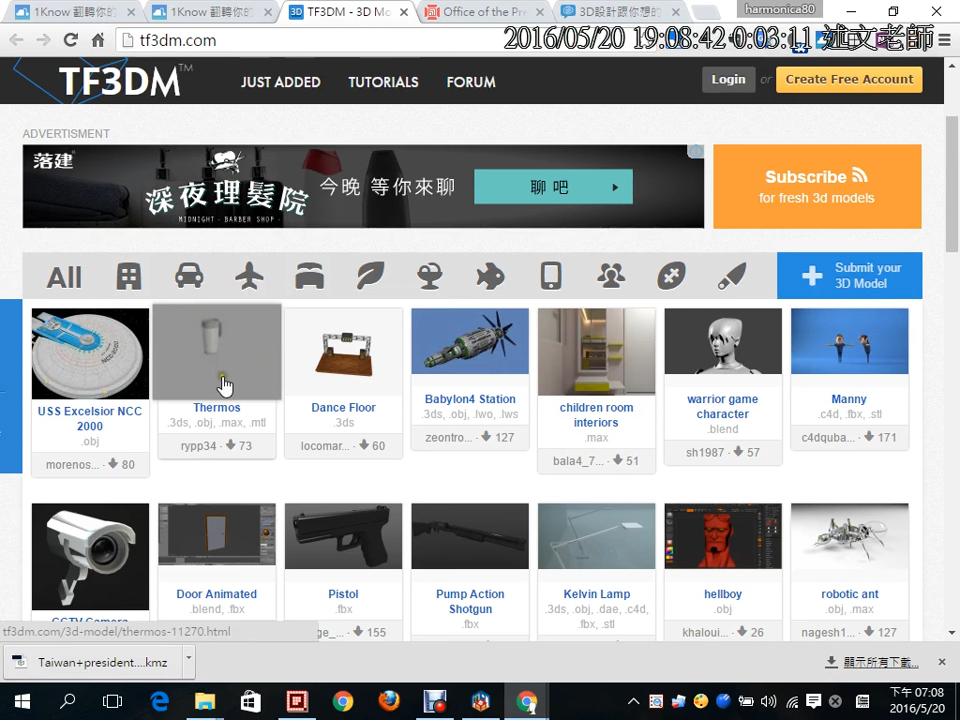 1Know 翻轉你的
1Know 翻轉你的
TF3DM - 3D Mo
Office of the Pre
3D設計跟你想的
harmonica80
tf3dm.com
2016/05/20 19:08:42 0:03:11 述文老師
TF3DM™
JUST ADDED
TUTORIALS
FORUM
Login
or
Create Free Account
ADVERTISMENT
落建
深夜理髮院
MIDNIGHT · BARBER SHOP
今晚 等你來聊
聊 吧
Subscribe
for fresh 3d models
All
Submit your
3D Model
USS Excelsior NCC
2000
.obj
morenos... · 80
Thermos
.3ds, .obj, .max, .mtl
rypp34 · 73
Dance Floor
.3ds
locomar... · 60
Babylon4 Station
.3ds, .obj, .lwo, .lws
zeontro... · 127
children room
interiors
.max
bala4_7... · 51
warrior game
character
.blend
sh1987 · 57
Manny
.c4d, .fbx, .stl
c4dquba... · 171
CCTV Camera
Door Animated
.blend, .fbx
Pistol
.fbx
ge_... · 155
Pump Action
Shotgun
.fbx
Kelvin Lamp
.3ds, .obj, .dae, .c4d,
.fbx, .stl
hellboy
.obj
khaloui... · 26
robotic ant
.obj, .max
nagesh1... · 127
tf3dm.com/3d-model/thermos-11270.html
Taiwan+president....kmz
顯示所有下載...
下午 07:08
2016/5/20